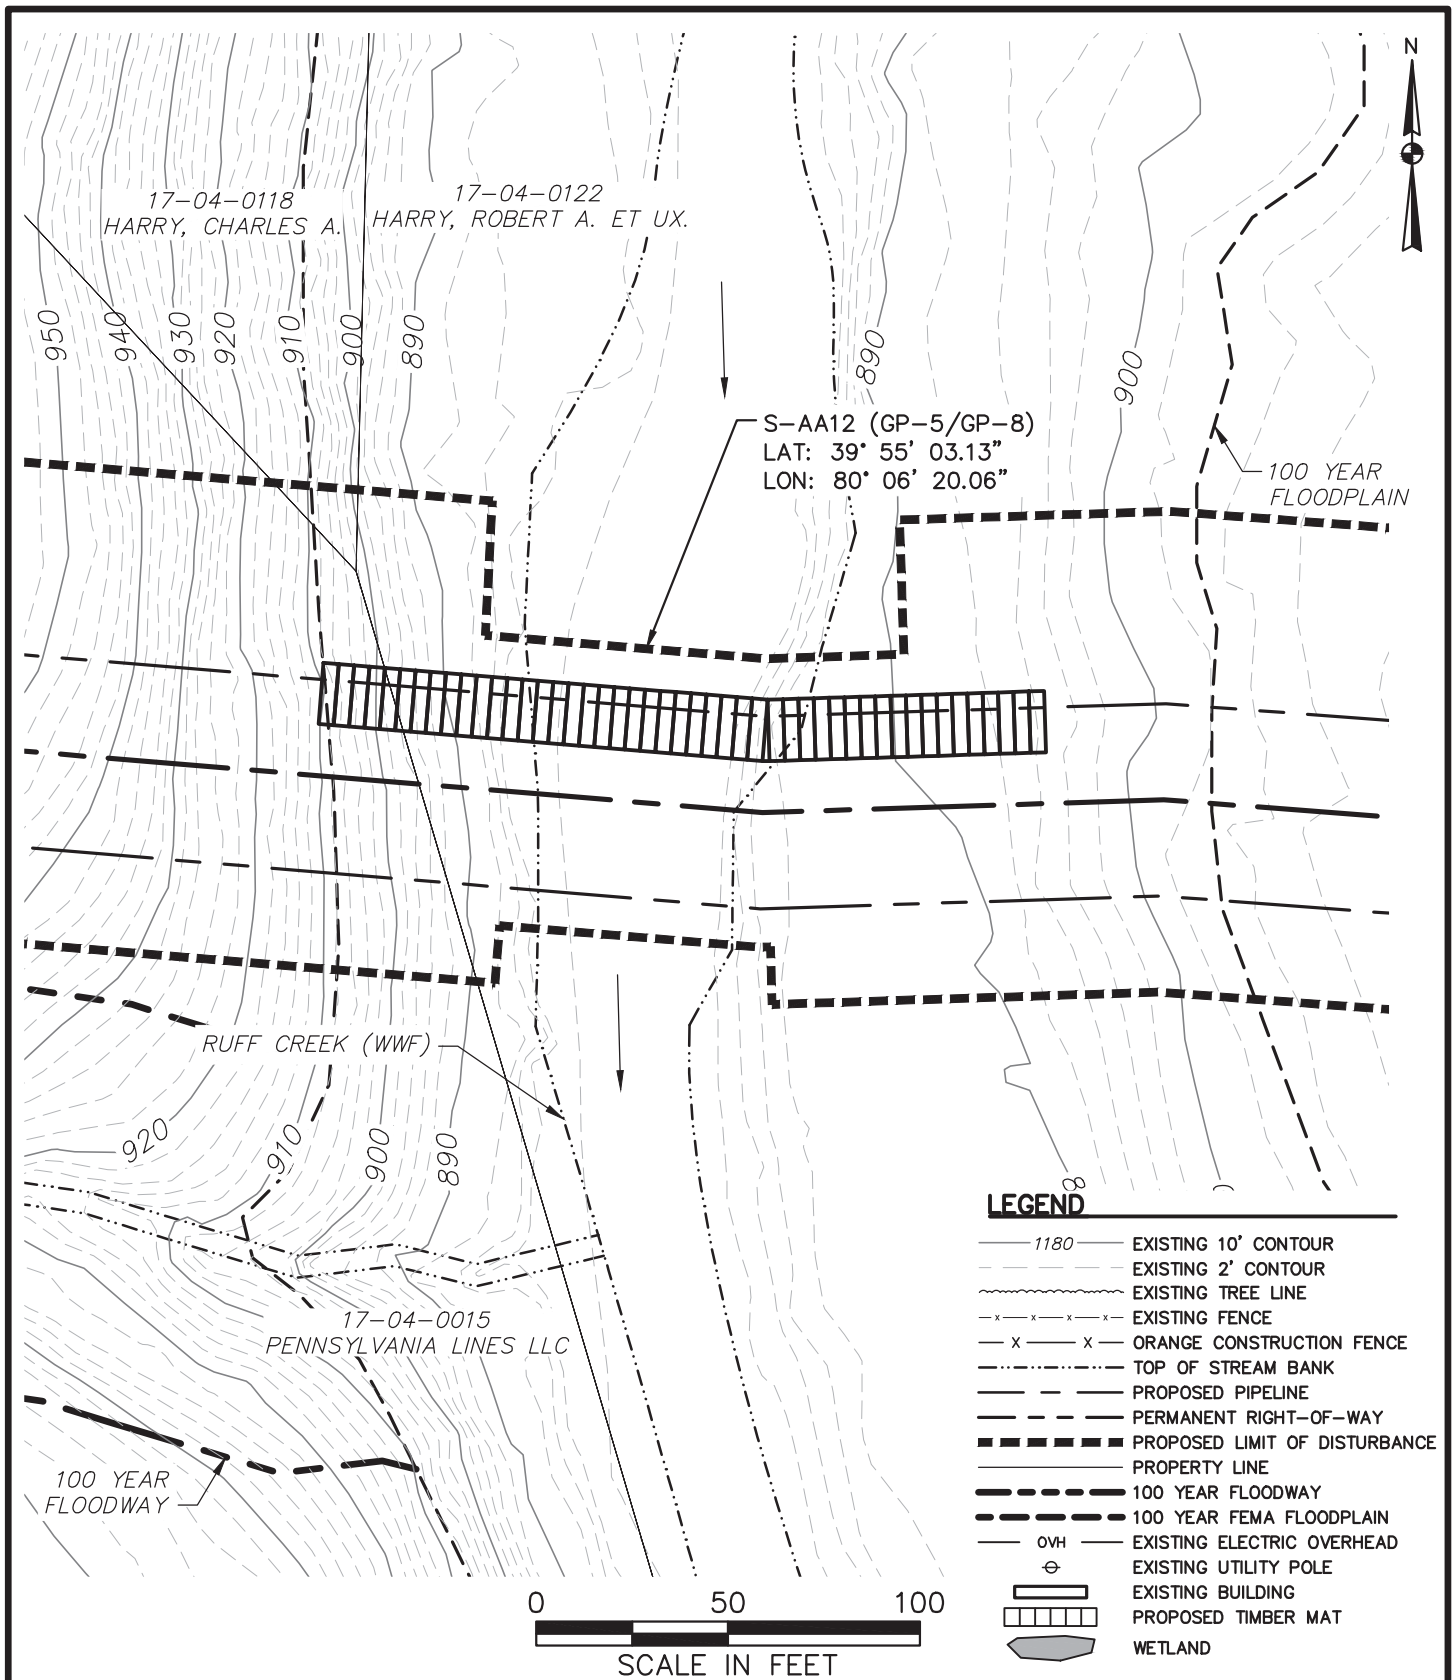 N
17-04-0118
HARRY, CHARLES A.
17-04-0122
HARRY, ROBERT A. ET UX.
950
940
930
920
910
900
890
890
900
S-AA12 (GP-5/GP-8)
LAT: 39° 55' 03.13"
LON: 80° 06' 20.06"
100 YEAR
FLOODPLAIN
RUFF CREEK (WWF)
920
910
900
890
17-04-0015
PENNSYLVANIA LINES LLC
100 YEAR
FLOODWAY
LEGEND
1180 EXISTING 10' CONTOUR
EXISTING 2' CONTOUR
EXISTING TREE LINE
x x x x EXISTING FENCE
X X ORANGE CONSTRUCTION FENCE
TOP OF STREAM BANK
PROPOSED PIPELINE
PERMANENT RIGHT-OF-WAY
PROPOSED LIMIT OF DISTURBANCE
PROPERTY LINE
100 YEAR FLOODWAY
100 YEAR FEMA FLOODPLAIN
OVH EXISTING ELECTRIC OVERHEAD
EXISTING UTILITY POLE
EXISTING BUILDING
PROPOSED TIMBER MAT
WETLAND
0 50 100
SCALE IN FEET